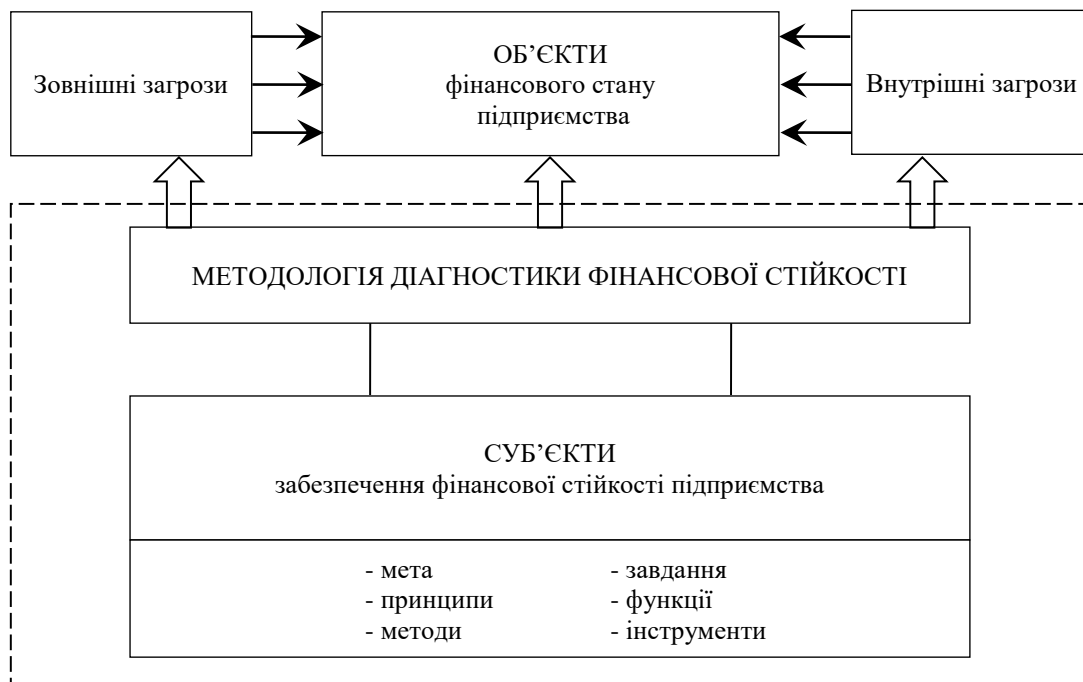 Зовнішні загрози
ОБ’ЄКТИ
фінансового стану
підприємства
Внутрішні загрози
МЕТОДОЛОГІЯ ДІАГНОСТИКИ ФІНАНСОВОЇ СТІЙКОСТІ
СУБ’ЄКТИ
забезпечення фінансової стійкості підприємства
- мета
- принципи
- методи
- завдання
- функції
- інструменти